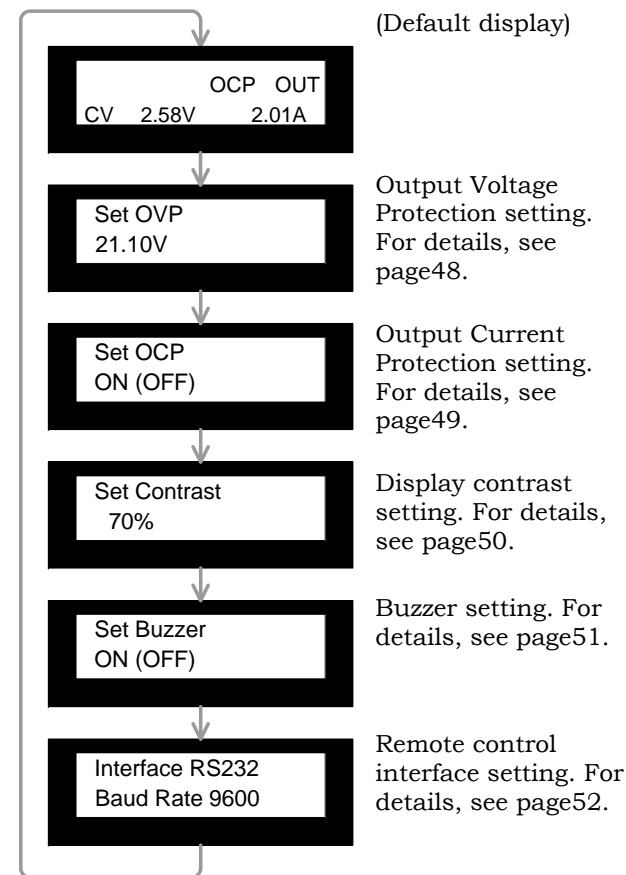 (Default display)
OCP OUT
CV 2.58V 2.01A
Set OVP
21.10V
Output Voltage
Protection setting.
For details, see
page48.
Set OCP
ON (OFF)
Output Current
Protection setting.
For details, see
page49.
Set Contrast
70%
Display contrast
setting. For details,
see page50.
Set Buzzer
ON (OFF)
Buzzer setting. For
details, see page51.
Interface RS232
Baud Rate 9600
Remote control
interface setting. For
details, see page52.